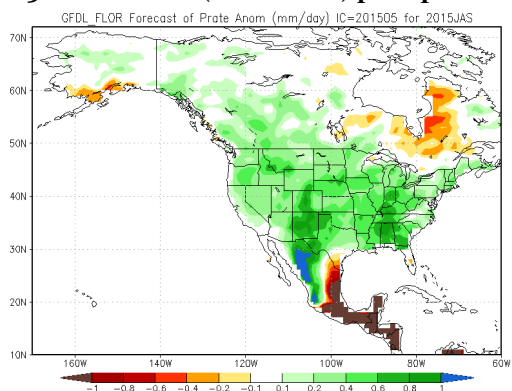 GFDL_FLOR Forecast of Prate Anom (mm/day) IC=201505 for 2015JAS
70N
60N
50N
40N
30N
20N
10N
160W 140W 120W 100W 80W 60W
-1 -0.8 -0.6 -0.4 -0.2 -0.1 0.1 0.2 0.4 0.6 0.8 1